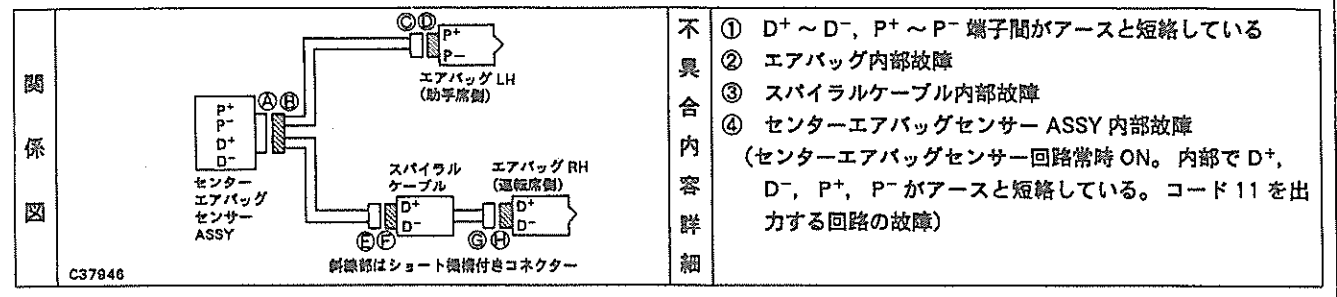 関係図
Ⓒ Ⓓ
P+
P−
エアバッグ LH
(助手席側)
Ⓐ Ⓑ
P+
P−
D+
D−
センター
エアバッグ
センサー
ASSY
スパイラル
ケーブル
エアバッグ RH
(運転席側)
D+
D−
D+
D−
Ⓔ Ⓕ
Ⓖ Ⓗ
斜線部はショート機構付きコネクター
C37946
不具合内容詳細
① D+ ~ D−, P+ ~ P− 端子間がアースと短絡している
② エアバッグ内部故障
③ スパイラルケーブル内部故障
④ センターエアバッグセンサー ASSY 内部故障
(センターエアバッグセンサー回路常時 ON。 内部で D+,
D−, P+, P− がアースと短絡している。 コード 11 を出
力する回路の故障)